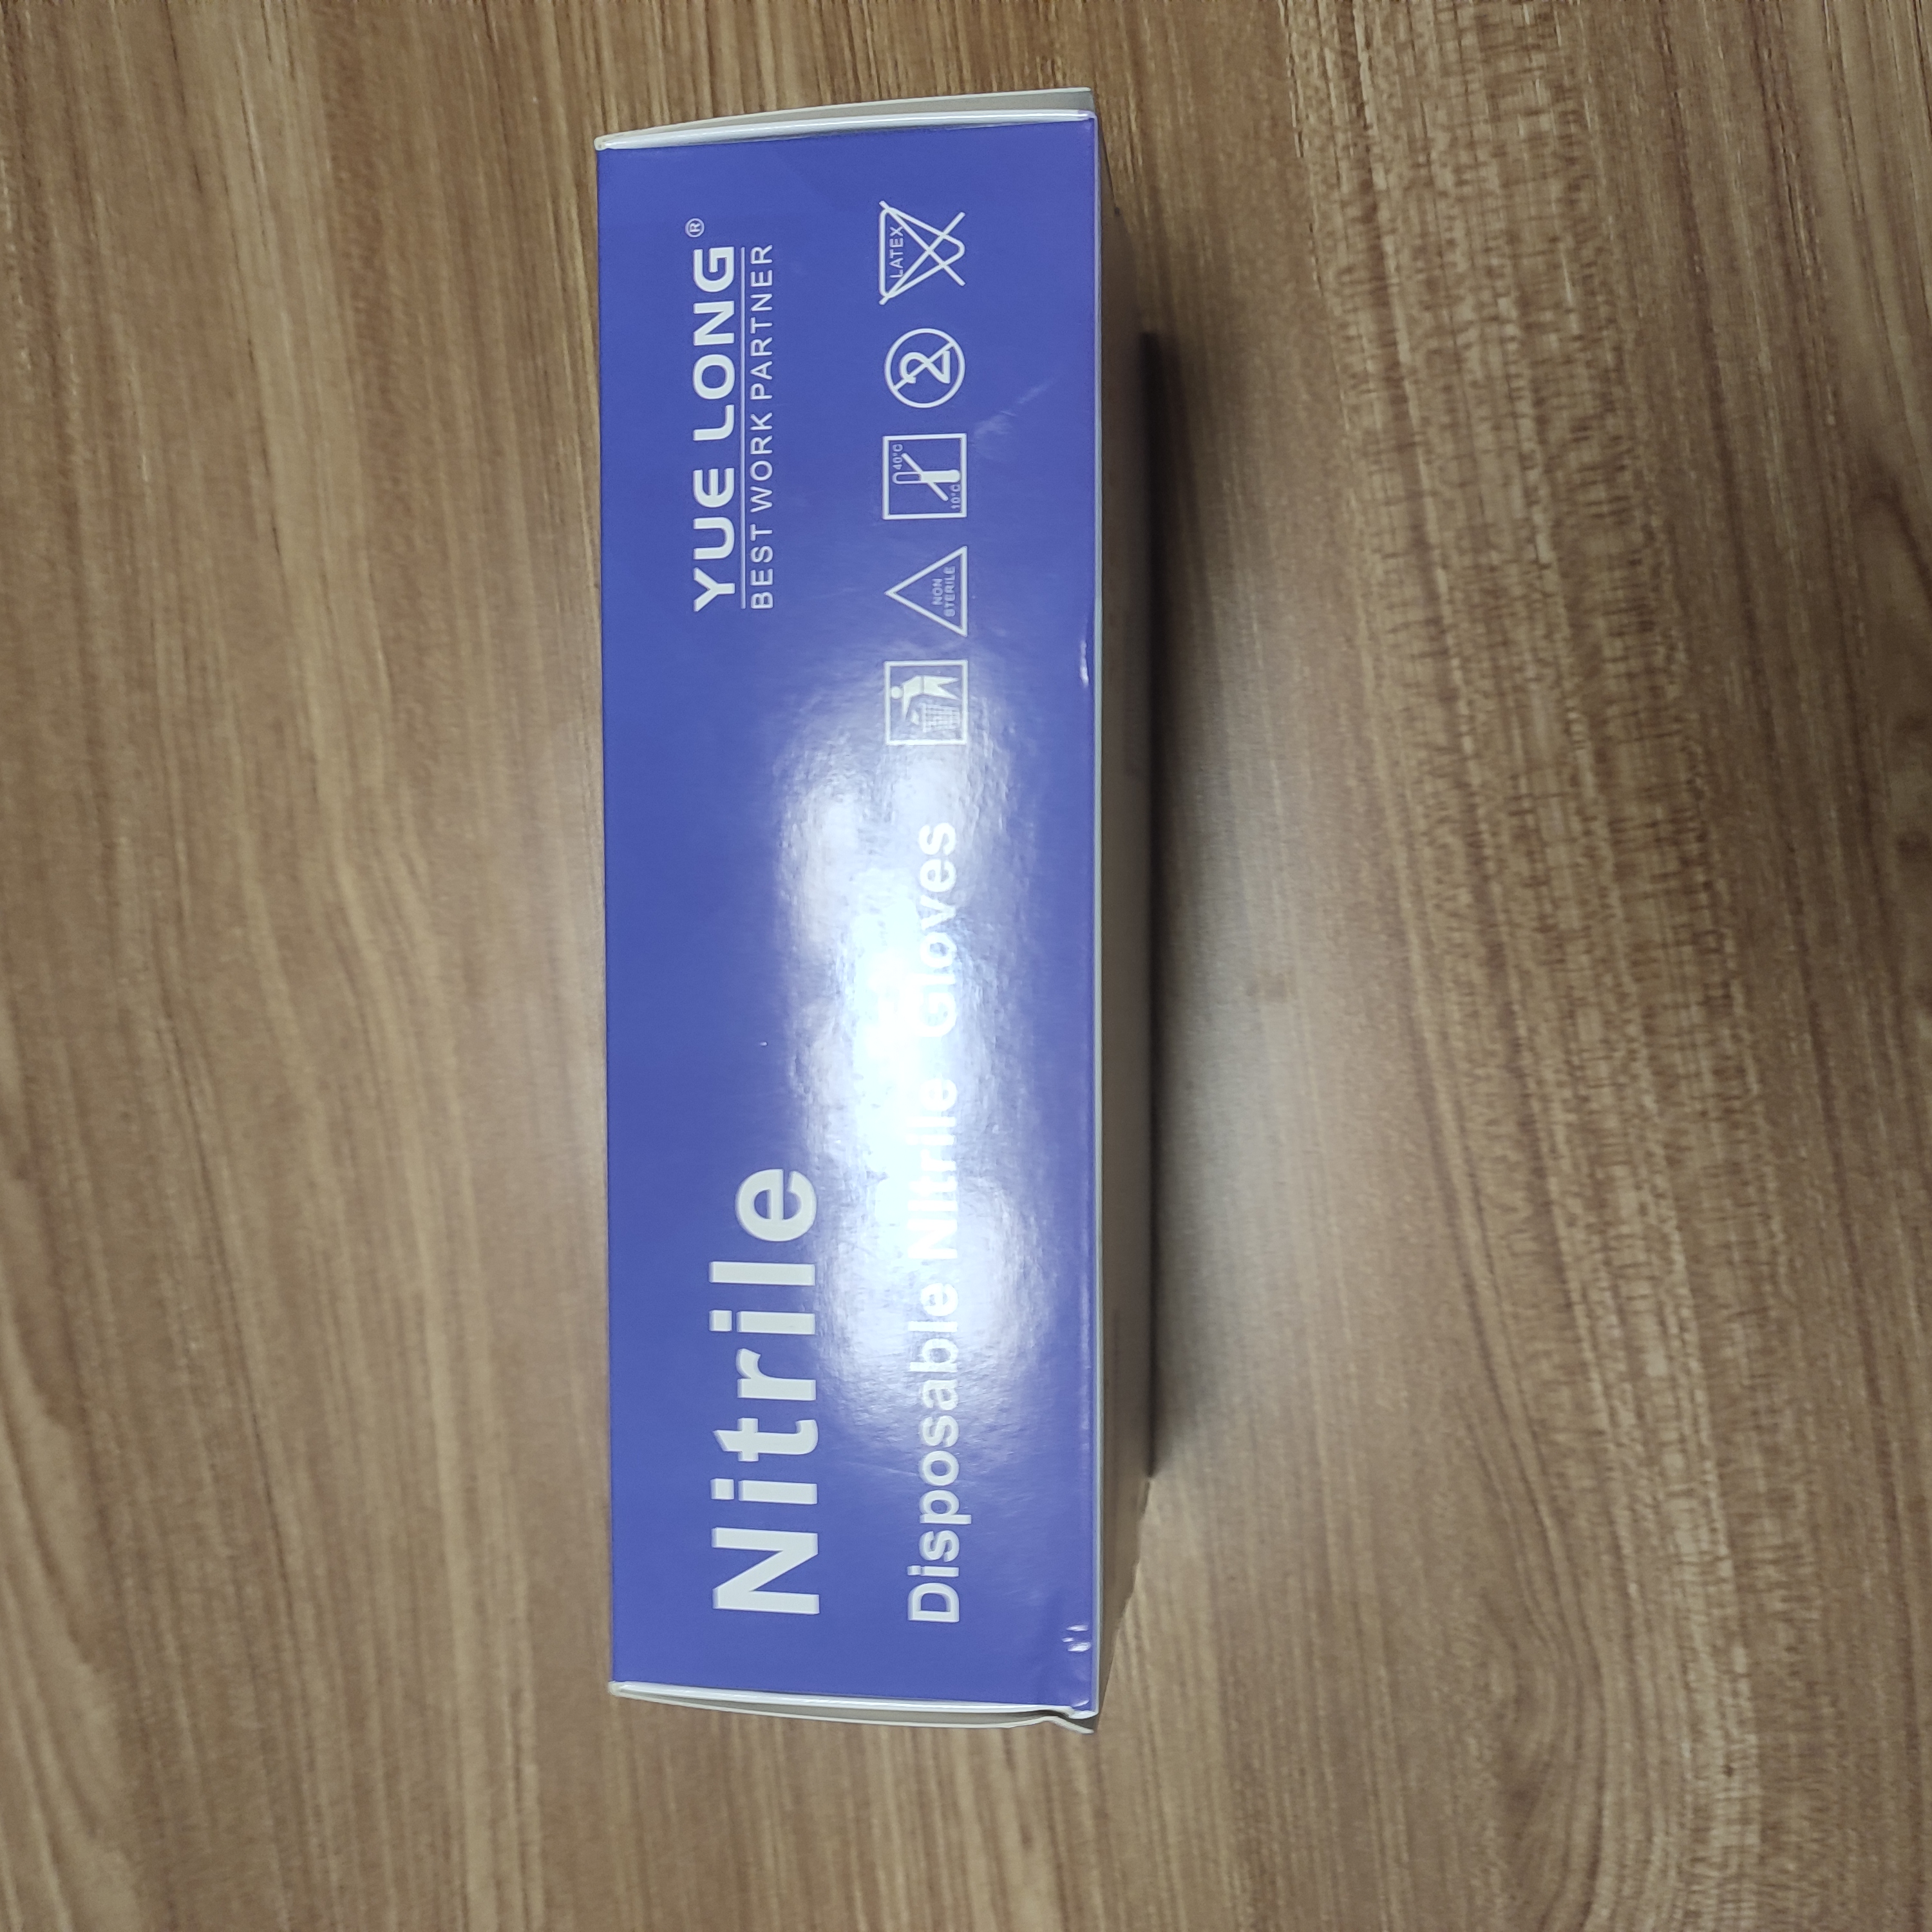 Nitrile
YUE LONG®
BEST WORK PARTNER
Disposable Nitrile Gloves
NON
STERILE
10°C
40°C
2
LATEX